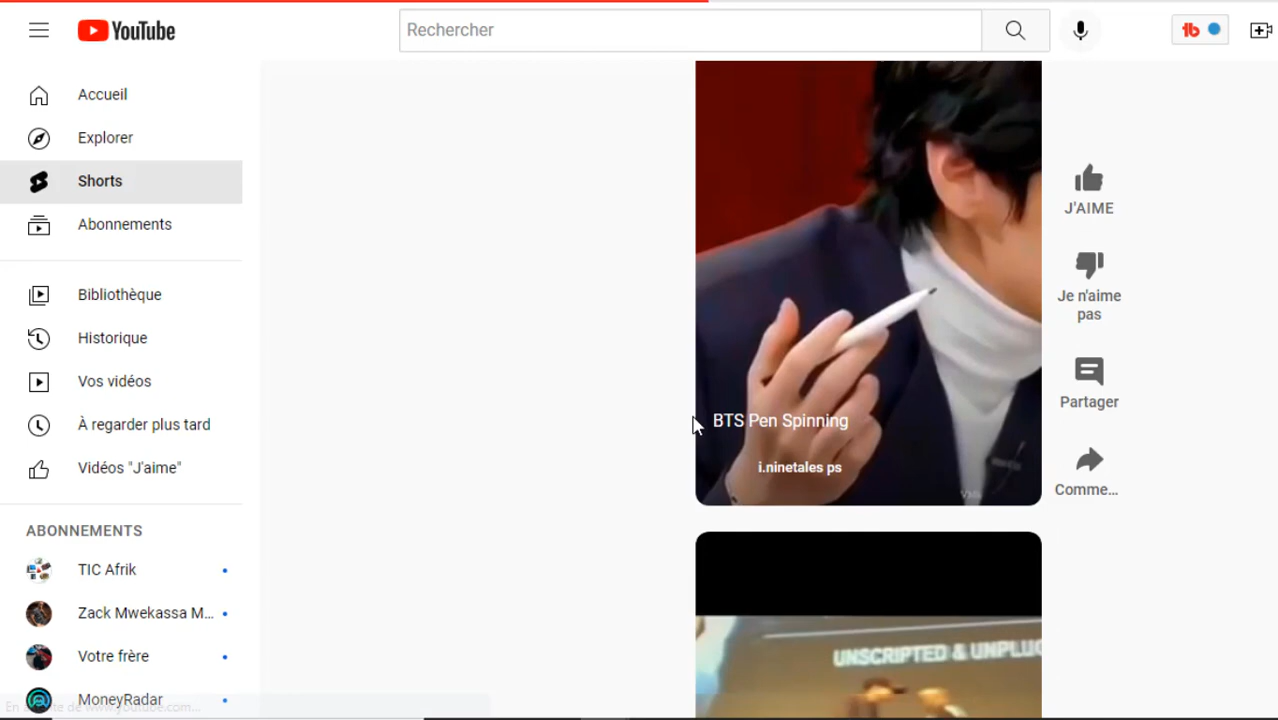 YouTube
Rechercher
Accueil
Explorer
Shorts
Abonnements
Bibliothèque
Historique
Vos vidéos
À regarder plus tard
Vidéos "J'aime"
ABONNEMENTS
TIC Afrik
Zack Mwekassa M...
Votre frère
MoneyRadar
BTS Pen Spinning
i.ninetales ps
J'AIME
Je n'aime
pas
Partager
Comme...
UNSCRIPTED &